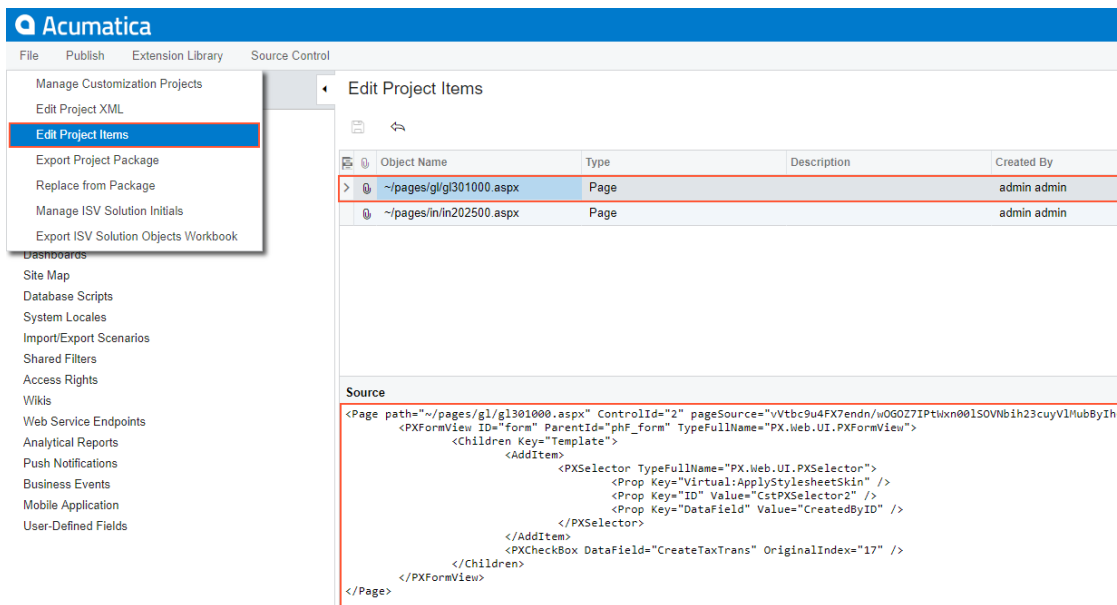 Acumatica
File Publish Extension Library Source Control
Manage Customization Projects
Edit Project XML
Edit Project Items
Export Project Package
Replace from Package
Manage ISV Solution Initials
Export ISV Solution Objects Workbook
Dashboards
Site Map
Database Scripts
System Locales
Import/Export Scenarios
Shared Filters
Access Rights
Wikis
Web Service Endpoints
Analytical Reports
Push Notifications
Business Events
Mobile Application
User-Defined Fields
Edit Project Items
Object Name Type Description Created By
~/pages/gl/gl301000.aspx Page admin admin
~/pages/in/in202500.aspx Page admin admin
Source
<Page path="~/pages/gl/gl301000.aspx" ControlId="2" pageSource="vVtbc9u4FX7endn/wOGOZ7IPtWxn00lSOVNbih23cuyVlMubByIh
<PXFormView ID="form" ParentId="phF_form" TypeFullName="PX.Web.UI.PXFormView">
<Children Key="Template">
<AddItem>
<PXSelector TypeFullName="PX.Web.UI.PXSelector">
<Prop Key="Virtual:ApplyStylesheetSkin" />
<Prop Key="ID" Value="CstPXSelector2" />
<Prop Key="DataField" Value="CreatedByID" />
</PXSelector>
</AddItem>
<PXCheckBox DataField="CreateTaxTrans" OriginalIndex="17" />
</Children>
</PXFormView>
</Page>